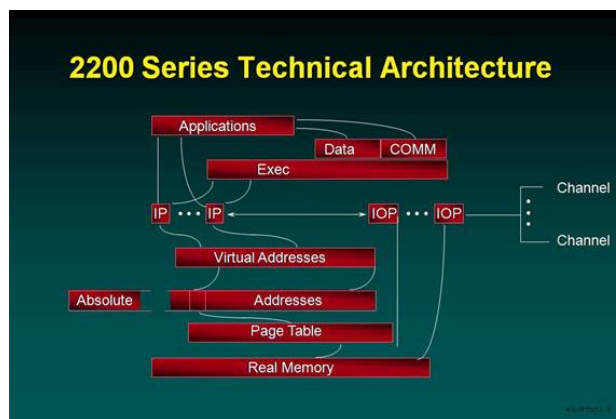 2200 Series Technical Architecture
Applications
Data COMM
Exec
IP ••• IP IOP ••• IOP
Channel
Channel
Virtual Addresses
Absolute Addresses
Page Table
Real Memory